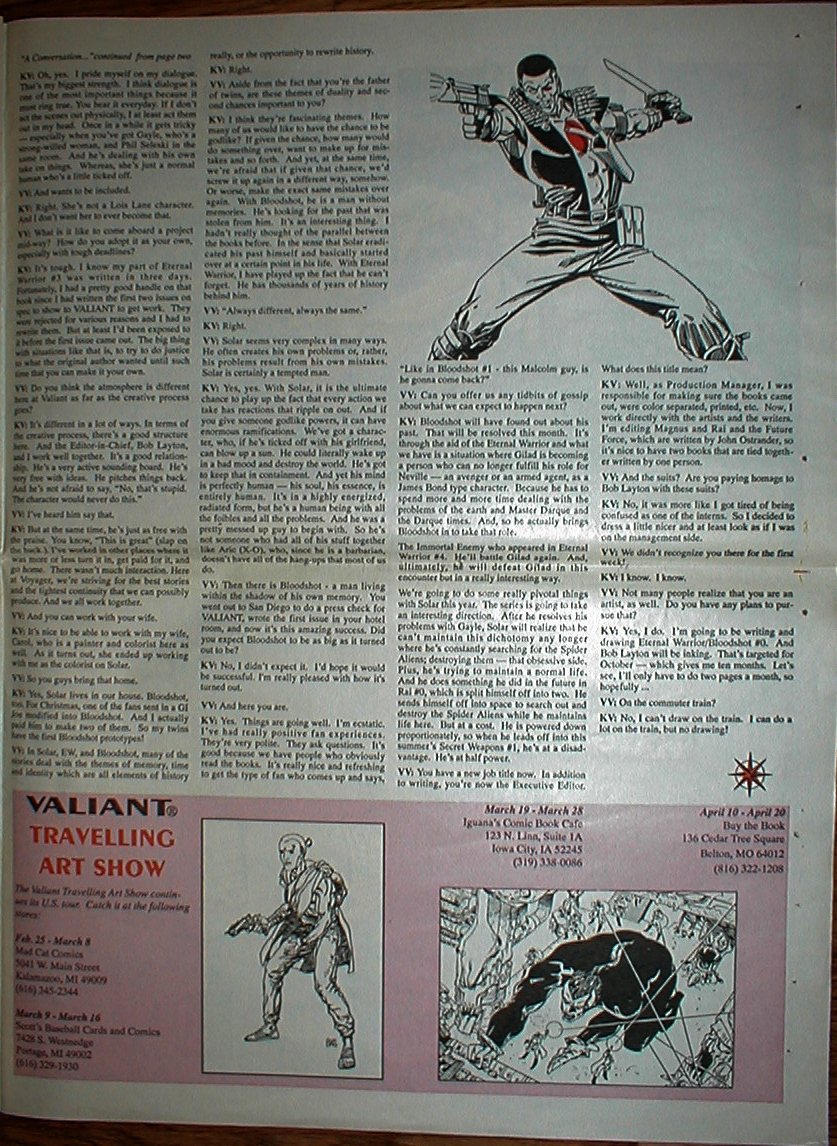 "A Conversation..." continued from page two
KV: Oh, yes. I pride myself on my dialogue.
That's my biggest strength. I think dialogue is
one of the most important things because it
must ring true. You hear it everyday. If I don't
act the scenes out physically, I at least act them
out in my head. Once in a while it gets tricky
— especially when you've got Gayle, who's a
strong-willed woman, and Phil Seleski in the
same room. And he's dealing with his own
take on things. Whereas, she's just a normal
human who's a little ticked off.
VV: And wants to be included.
KV: Right. She's not a Lois Lane character.
And I don't want her to ever become that.
VV: What is it like to come aboard a project
mid-way? How do you adopt it as your own,
especially with tough deadlines?
KV: It's tough. I know my part of Eternal
Warrior #3 was written in three days.
Fortunately, I had a pretty good handle on that
book since I had written the first two issues on
spec to show to VALIANT to get work. They
were rejected for various reasons and I had to
rewrite them. But at least I'd been exposed to
it before the first issue came out. The big thing
with situations like that is, to try to do justice
to what the original author wanted until such
time that you can make it your own.
VV: Do you think the atmosphere is different
here at Valiant as far as the creative process
goes?
KV: It's different in a lot of ways. In terms of
the creative process, there's a good structure
here. And the Editor-in-Chief, Bob Layton,
and I work well together. It's a good relation-
ship. He's a very active sounding board. He's
very free with ideas. He pitches things back.
And he's not afraid to say, "No, that's stupid.
The character would never do this."
VV: I've heard him say that.
KV: But at the same time, he's just as free with
the praise. You know, "This is great" (slap on
the back). I've worked in other places where it
was more or less turn it in, get paid for it, and
go home. There wasn't much interaction. Here
at Voyager, we're striving for the best stories
and the tightest continuity that we can possibly
produce. And we all work together.
VV: And you can work with your wife.
KV: It's nice to be able to work with my wife,
Carol, who is a painter and colorist here as
well. As it turns out, she ended up working
with me as the colorist on Solar.
VV: So you guys bring that home.
KV: Yes, Solar lives in our house. Bloodshot,
too. For Christmas, one of the fans sent in a GI
Joe modified into Bloodshot. And I actually
paid him to make two of them. So my twins
have the first Bloodshot prototypes!
VV: In Solar, EW, and Bloodshot, many of the
stories deal with the themes of memory, time
and identity which are all elements of history
really, or the opportunity to rewrite history.
KV: Right.
VV: Aside from the fact that you're the father
of twins, are these themes of duality and sec-
ond chances important to you?
KV: I think they're fascinating themes. How
many of us would like to have the chance to be
godlike? If given the chance, how many would
do something over, want to make up for mis-
takes and so forth. And yet, at the same time,
we're afraid that if given that chance, we'd
screw it up again in a different way, somehow.
Or worse, make the exact same mistakes over
again. With Bloodshot, he is a man without
memories. He's looking for the past that was
stolen from him. It's an interesting thing. I
hadn't really thought of the parallel between
the books before. In the sense that Solar eradi-
cated his past himself and basically started
over at a certain point in his life. With Eternal
Warrior, I have played up the fact that he can't
forget. He has thousands of years of history
behind him.
VV: "Always different, always the same."
KV: Right.
VV: Solar seems very complex in many ways.
He often creates his own problems or, rather,
his problems result from his own mistakes.
Solar is certainly a tempted man.
KV: Yes, yes. With Solar, it is the ultimate
chance to play up the fact that every action we
take has reactions that ripple on out. And if
you give someone godlike powers, it can have
enormous ramifications. We've got a charac-
ter, who, if he's ticked off with his girlfriend,
can blow up a sun. He could literally wake up
in a bad mood and destroy the world. He's got
to keep that in containment. And yet his mind
is perfectly human — his soul, his essence, is
entirely human. It's in a highly energized,
radiated form, but he's a human being with all
the foibles and all the problems. And he was a
pretty messed up guy to begin with. So he's
not someone who had all of his stuff together
like Aric (X-O), who, since he is a barbarian,
doesn't have all of the hang-ups that most of us
do.
VV: Then there is Bloodshot - a man living
within the shadow of his own memory. You
went out to San Diego to do a press check for
VALIANT, wrote the first issue in your hotel
room, and now it's this amazing success. Did
you expect Bloodshot to be as big as it turned
out to be?
KV: No, I didn't expect it. I'd hope it would
be successful. I'm really pleased with how it's
turned out.
VV: And here you are.
KV: Yes. Things are going well. I'm ecstatic.
I've had really positive fan experiences.
They're very polite. They ask questions. It's
good because we have people who obviously
read the books. It's really nice and refreshing
to get the type of fan who comes up and says,
"Like in Bloodshot #1 - this Malcolm guy, is
he gonna come back?"
VV: Can you offer us any tidbits of gossip
about what we can expect to happen next?
KV: Bloodshot will have found out about his
past. That will be resolved this month. It's
through the aid of the Eternal Warrior and what
we have is a situation where Gilad is becoming
a person who can no longer fulfill his role for
Neville — an avenger or an armed agent, as a
James Bond type character. Because he has to
spend more and more time dealing with the
problems of the earth and Master Darque and
the Darque times. And, so he actually brings
Bloodshot in to take that role.
The Immortal Enemy who appeared in Eternal
Warrior #4. He'll battle Gilad again. And,
ultimately, he will defeat Gilad in this
encounter but in a really interesting way.
We're going to do some really pivotal things
with Solar this year. The series is going to take
an interesting direction. After he resolves his
problems with Gayle, Solar will realize that he
can't maintain this dichotomy any longer
where he's constantly searching for the Spider
Aliens; destroying them — that obsessive side.
Plus, he's trying to maintain a normal life.
And he does something he did in the future in
Rai #0, which is split himself off into two. He
sends himself off into space to search out and
destroy the Spider Aliens while he maintains
life here. But at a cost. He is powered down
proportionally, so when he leads off into this
summer's Secret Weapons #1, he's at a disad-
vantage. He's at half power.
VV: You have a new job title now. In addition
to writing, you're now the Executive Editor.
What does this title mean?
KV: Well, as Production Manager, I was
responsible for making sure the books came
out, were color separated, printed, etc. Now, I
work directly with the artists and the writers.
I'm editing Magnus and Rai and the Future
Force, which are written by John Ostrander, so
it's nice to have two books that are tied togeth-
er written by one person.
VV: And the suits? Are you paying homage to
Bob Layton with these suits?
KV: No, it was more like I got tired of being
confused as one of the interns. So I decided to
dress a little nicer and at least look as if I was
on the management side.
VV: We didn't recognize you there for the first
week!
KV: I know. I know.
VV: Not many people realize that you are an
artist, as well. Do you have any plans to pur-
sue that?
KV: Yes, I do. I'm going to be writing and
drawing Eternal Warrior/Bloodshot #0. And
Bob Layton will be inking. That's targeted for
October — which gives me ten months. Let's
see, I'll only have to do two pages a month, so
hopefully ...
VV: On the commuter train?
KV: No, I can't draw on the train. I can do a
lot on the train, but no drawing!
VALIANT®
TRAVELLING
ART SHOW
The Valiant Travelling Art Show contin-
ues its U.S. tour. Catch it at the following
stores:
Feb. 25 - March 8
Mad Cat Comics
5041 W. Main Street
Kalamazoo, MI 49009
(616) 345-2344
March 9 - March 16
Scott's Baseball Cards and Comics
7428 S. Westnedge
Portage, MI 49002
(616) 329-1930
March 19 - March 28
Iguana's Comic Book Cafe
123 N. Linn, Suite 1A
Iowa City, IA 52245
(319) 338-0086
April 10 - April 20
Buy the Book
136 Cedar Tree Square
Belton, MO 64012
(816) 322-1208